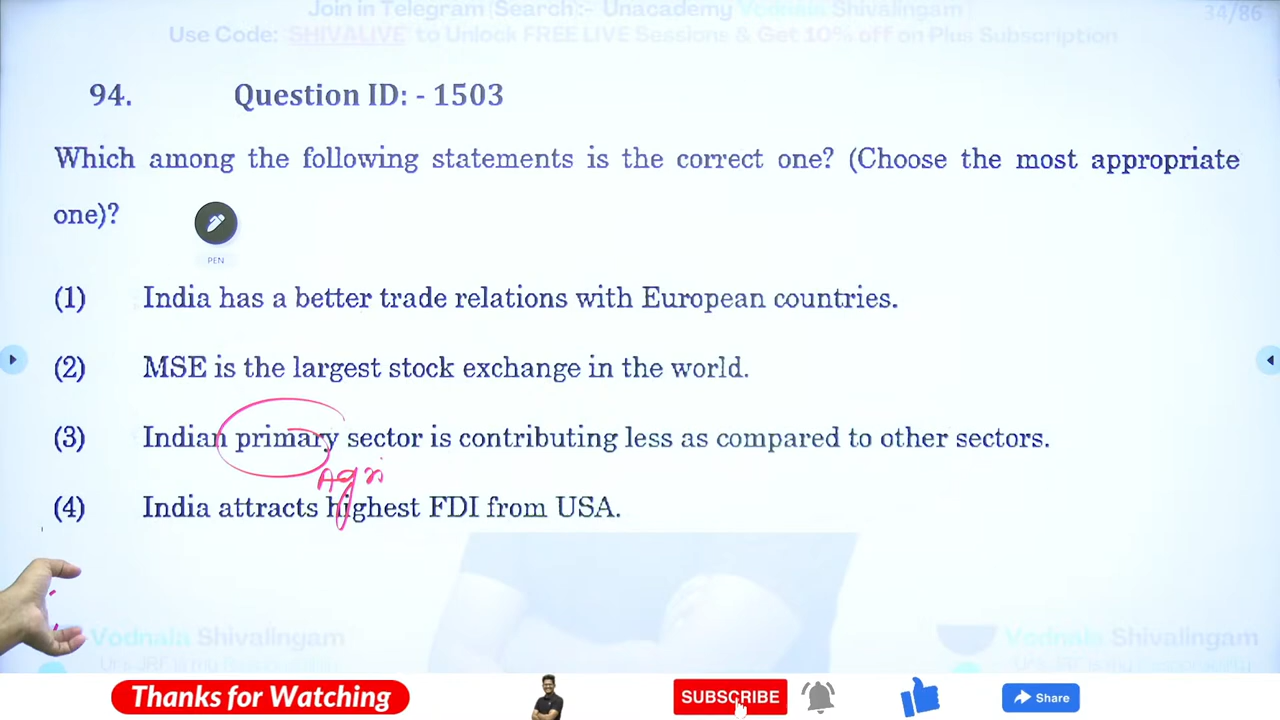 Join in Telegram (Search):- Unacademy Vodnala Shivalingam
34/86
Use Code: SHIVALIVE to Unlock FREE LIVE Sessions & Get 10% off on Plus Subscription
94. Question ID: - 1503
Which among the following statements is the correct one? (Choose the most appropriate
one)?
PEN
(1) India has a better trade relations with European countries.
(2) MSE is the largest stock exchange in the world.
(3) Indian primary sector is contributing less as compared to other sectors.
Agri
(4) India attracts highest FDI from USA.
Vodnala Shivalingam
Vodnala Shivalingam
Thanks for Watching
SUBSCRIBE
Share